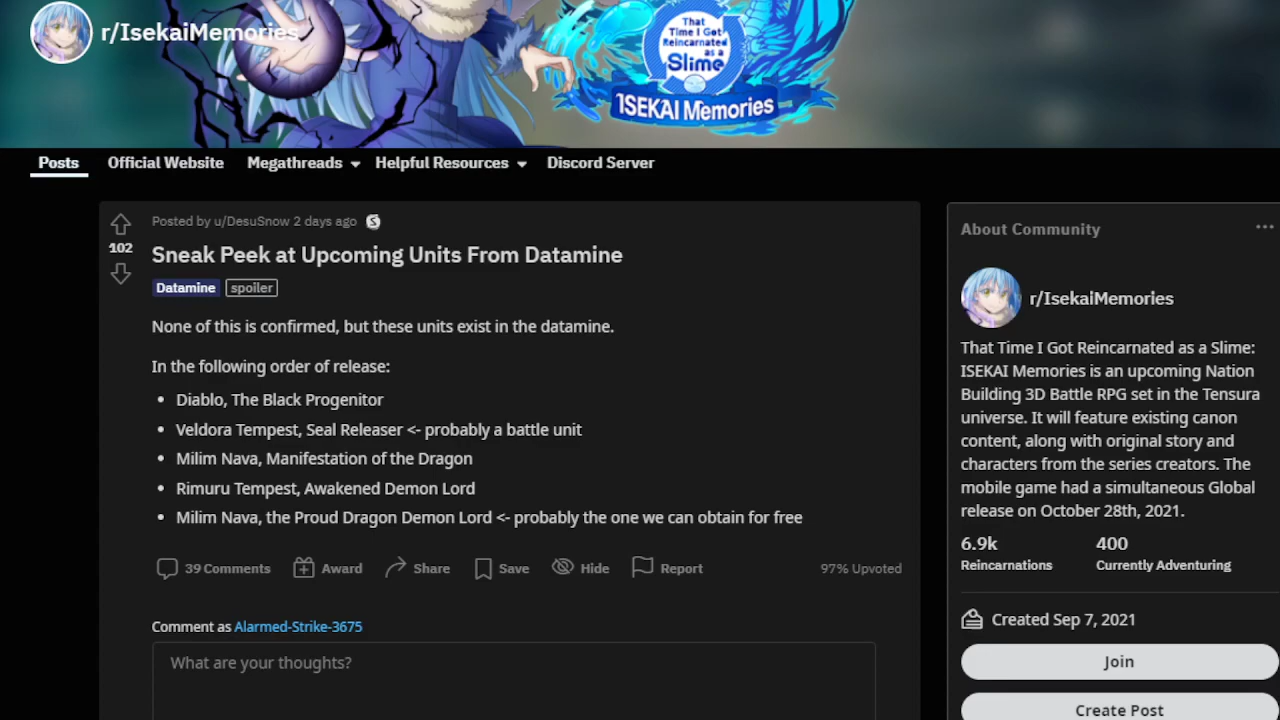 r/IsekaiMemories
That
Time I Got
Reincarnated
as a
Slime
ISEKAI Memories
Posts Official Website Megathreads Helpful Resources Discord Server
Posted by u/DesuSnow 2 days ago
102
Sneak Peek at Upcoming Units From Datamine
Datamine spoiler
None of this is confirmed, but these units exist in the datamine.
In the following order of release:
• Diablo, The Black Progenitor
• Veldora Tempest, Seal Releaser <- probably a battle unit
• Milim Nava, Manifestation of the Dragon
• Rimuru Tempest, Awakened Demon Lord
• Milim Nava, the Proud Dragon Demon Lord <- probably the one we can obtain for free
39 Comments Award Share Save Hide Report 97% Upvoted
Comment as Alarmed-Strike-3675
What are your thoughts?
About Community
r/IsekaiMemories
That Time I Got Reincarnated as a Slime:
ISEKAI Memories is an upcoming Nation
Building 3D Battle RPG set in the Tensura
universe. It will feature existing canon
content, along with original story and
characters from the series creators. The
mobile game had a simultaneous Global
release on October 28th, 2021.
6.9k 400
Reincarnations Currently Adventuring
Created Sep 7, 2021
Join
Create Post